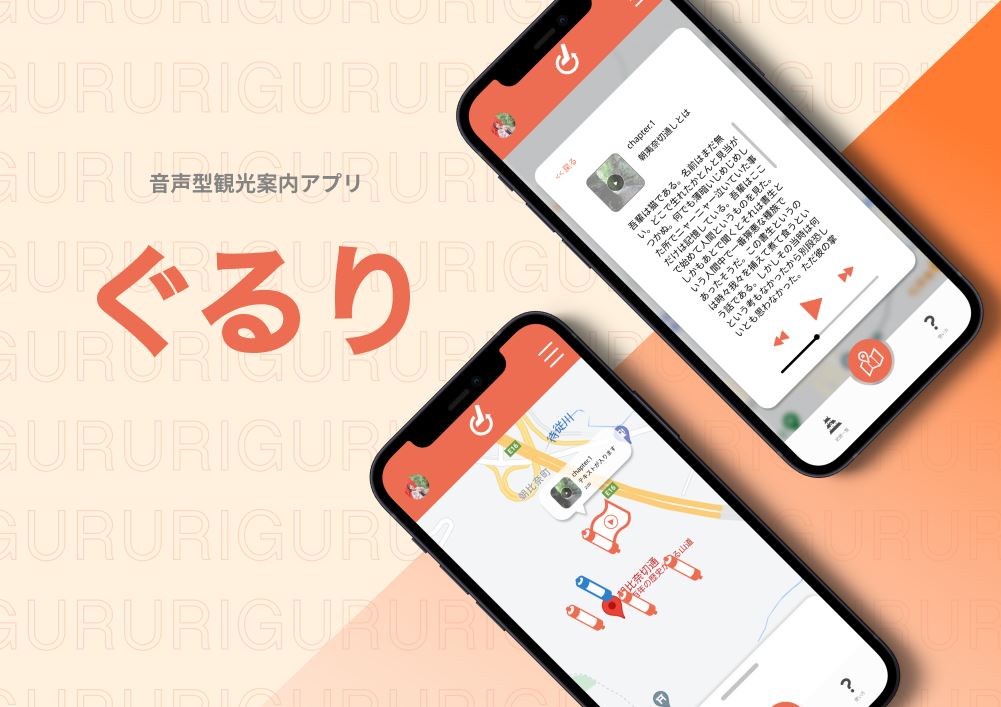 GURURIGURURIGURURI
音声型観光案内アプリ
ぐるり
<< 戻る
chapter.1
朝夷奈切通しとは
吾輩は猫である。名前はまだ無
い。どこで生れたかとんと見当が
つかぬ。何でも薄暗いじめじめし
た所でニャーニャー泣いていた事
だけは記憶している。吾輩はここ
で始めて人間というものを見た。
しかもあとで聞くとそれは書生と
いう人間中で一番獰悪な種族で
あったそうだ。この書生というの
は時々我々を捕えて煮て食うとい
う話である。しかしその当時は何
という考もなかったから別段恐し
いとも思わなかった。ただ彼の掌
?
E16
侍従川
朝比奈町
chapter.1
テキストが入ります
E16
朝比奈切通
?